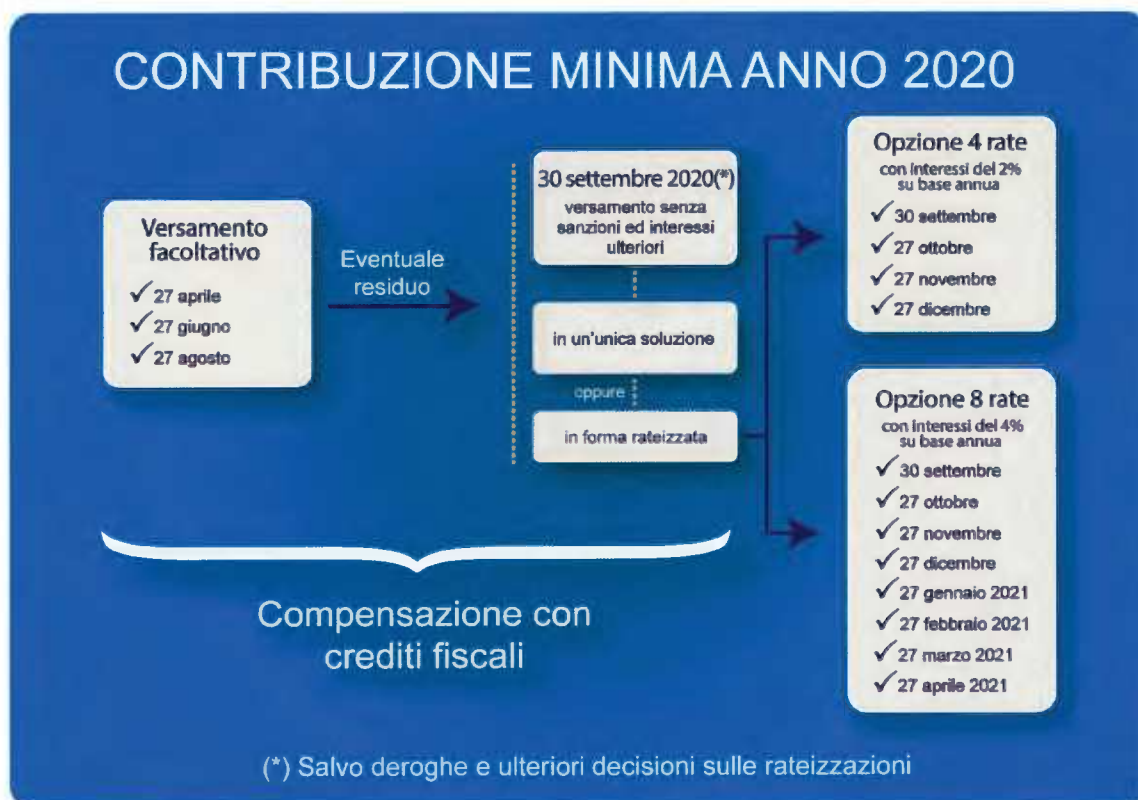 CONTRIBUZIONE MINIMA ANNO 2020
Versamento
facoltativo
✓ 27 aprile
✓ 27 giugno
✓ 27 agosto
Eventuale
residuo
30 settembre 2020(*)
versamento senza
sanzioni ed interessi
ulteriori
in un'unica soluzione
oppure
in forma rateizzata
Opzione 4 rate
con interessi del 2%
su base annua
✓ 30 settembre
✓ 27 ottobre
✓ 27 novembre
✓ 27 dicembre
Opzione 8 rate
con interessi del 4%
su base annua
✓ 30 settembre
✓ 27 ottobre
✓ 27 novembre
✓ 27 dicembre
✓ 27 gennaio 2021
✓ 27 febbraio 2021
✓ 27 marzo 2021
✓ 27 aprile 2021
Compensazione con
crediti fiscali
(*) Salvo deroghe e ulteriori decisioni sulle rateizzazioni